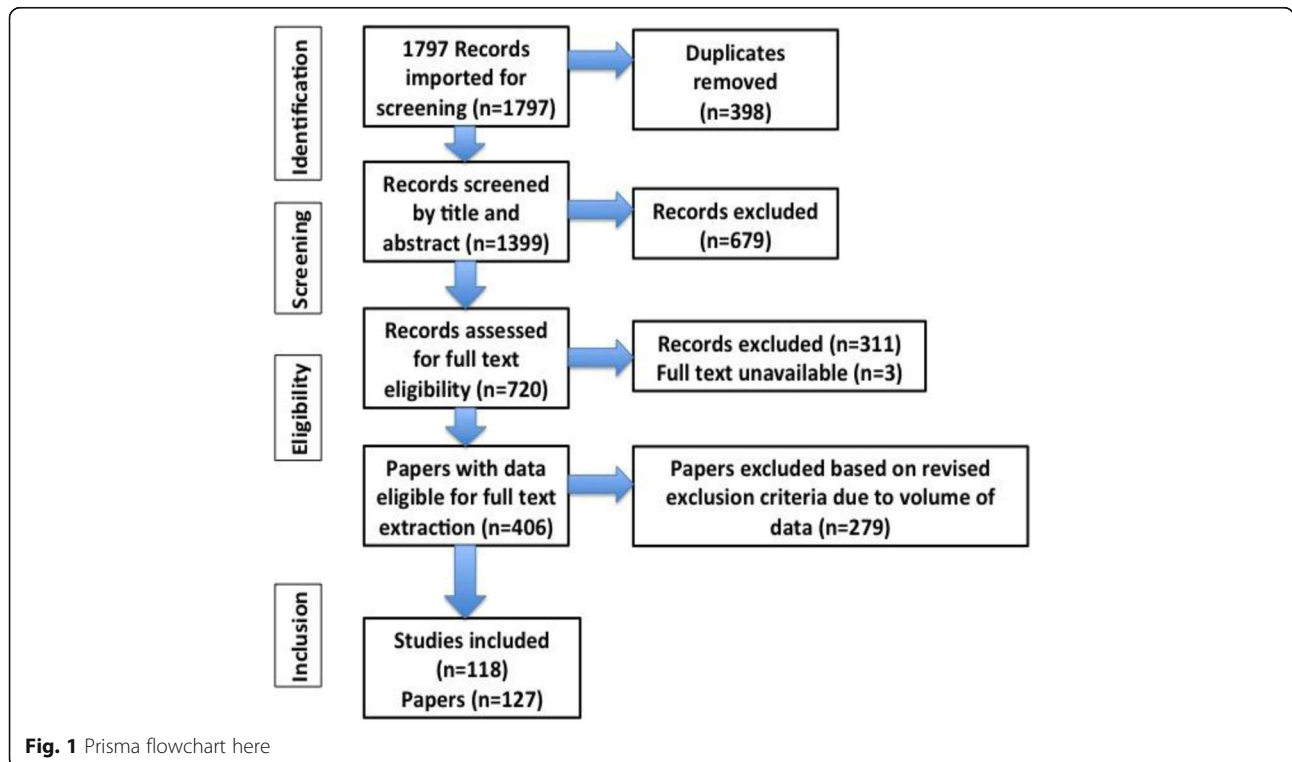 Identification
1797 Records
imported for
screening (n=1797)
Duplicates
removed
(n=398)
Screening
Records screened
by title and
abstract (n=1399)
Records excluded
(n=679)
Eligibility
Records assessed
for full text
eligibility (n=720)
Records excluded (n=311)
Full text unavailable (n=3)
Papers with data
eligible for full text
extraction (n=406)
Papers excluded based on revised
exclusion criteria due to volume of
data (n=279)
Inclusion
Studies included
(n=118)
Papers (n=127)
Fig. 1 Prisma flowchart here